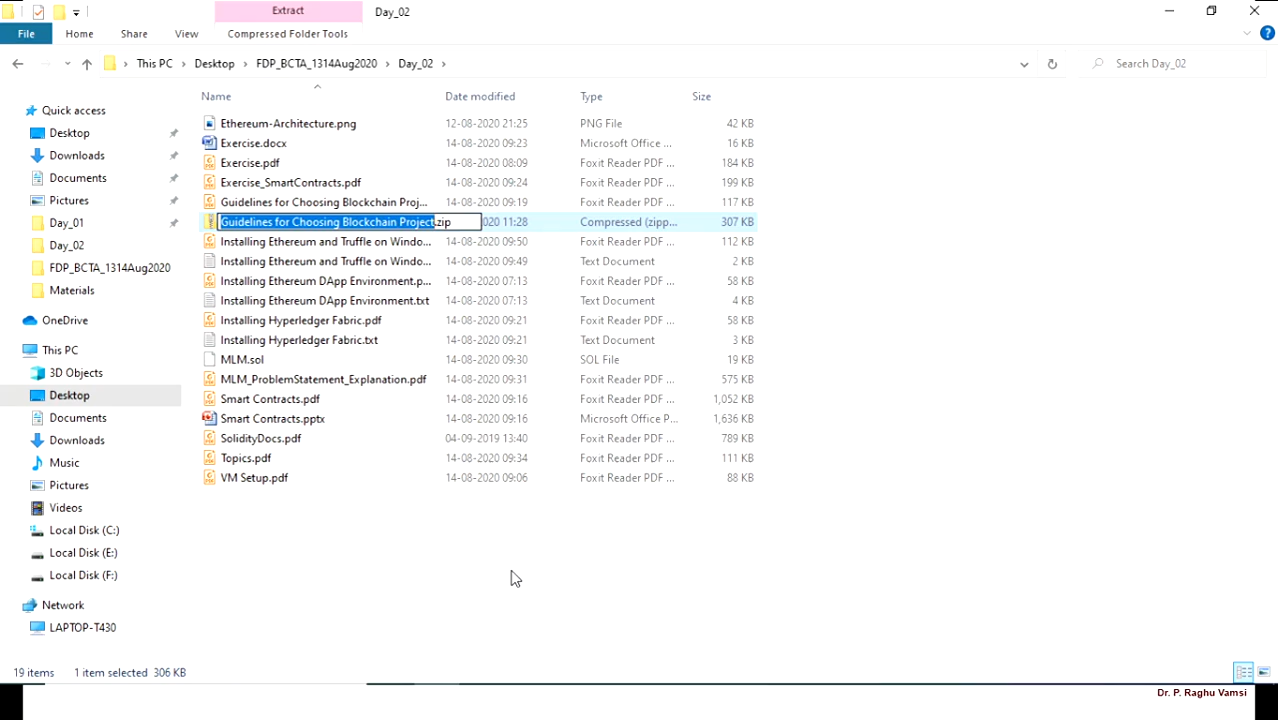 Extract Day_02
File Home Share View Compressed Folder Tools
This PC Desktop FDP_BCTA_1314Aug2020 Day_02 Search Day_02
Name Date modified Type Size
Quick access
Desktop
Downloads
Documents
Pictures
Day_01
Day_02
FDP_BCTA_1314Aug2020
Materials
OneDrive
This PC
3D Objects
Desktop
Documents
Downloads
Music
Pictures
Videos
Local Disk (C:)
Local Disk (E:)
Local Disk (F:)
Network
LAPTOP-T430
Ethereum-Architecture.png 12-08-2020 21:25 PNG File 42 KB
Exercise.docx 14-08-2020 09:23 Microsoft Office ... 16 KB
Exercise.pdf 14-08-2020 08:09 Foxit Reader PDF ... 184 KB
Exercise_SmartContracts.pdf 14-08-2020 09:24 Foxit Reader PDF ... 199 KB
Guidelines for Choosing Blockchain Proj... 14-08-2020 09:19 Foxit Reader PDF ... 117 KB
Guidelines for Choosing Blockchain Project.zip 020 11:28 Compressed (zipp... 307 KB
Installing Ethereum and Truffle on Windo... 14-08-2020 09:50 Foxit Reader PDF ... 112 KB
Installing Ethereum and Truffle on Windo... 14-08-2020 09:49 Text Document 2 KB
Installing Ethereum DApp Environment.p... 14-08-2020 07:13 Foxit Reader PDF ... 58 KB
Installing Ethereum DApp Environment.txt 14-08-2020 07:13 Text Document 4 KB
Installing Hyperledger Fabric.pdf 14-08-2020 09:21 Foxit Reader PDF ... 58 KB
Installing Hyperledger Fabric.txt 14-08-2020 09:21 Text Document 3 KB
MLM.sol 14-08-2020 09:30 SOL File 19 KB
MLM_ProblemStatement_Explanation.pdf 14-08-2020 09:31 Foxit Reader PDF ... 575 KB
Smart Contracts.pdf 14-08-2020 09:16 Foxit Reader PDF ... 1,052 KB
Smart Contracts.pptx 14-08-2020 09:16 Microsoft Office P... 1,636 KB
SolidityDocs.pdf 04-09-2019 13:40 Foxit Reader PDF ... 789 KB
Topics.pdf 14-08-2020 09:34 Foxit Reader PDF ... 111 KB
VM Setup.pdf 14-08-2020 09:06 Foxit Reader PDF ... 88 KB
19 items 1 item selected 306 KB
Dr. P. Raghu Vamsi